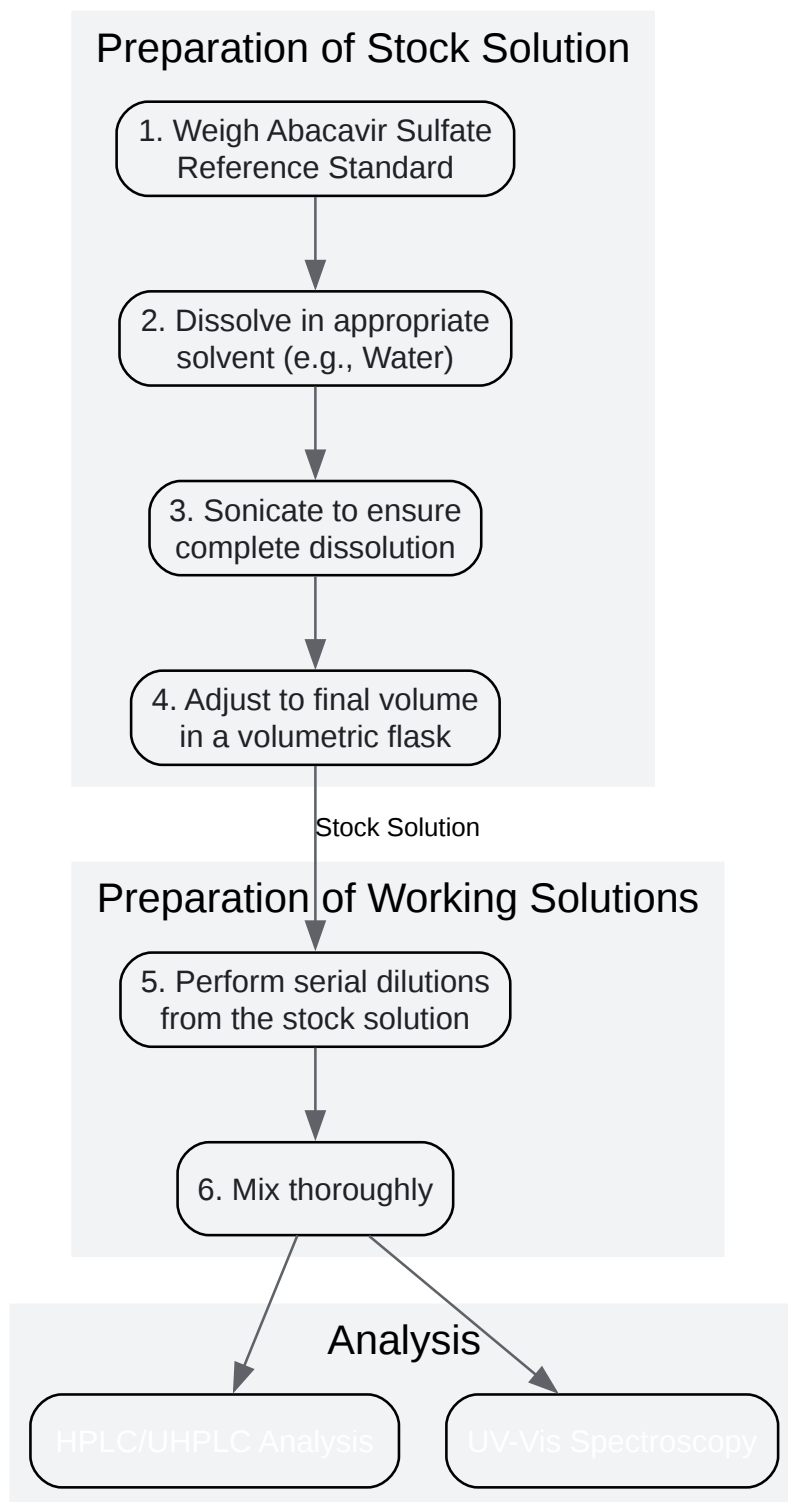 Preparation of Stock Solution
1. Weigh Abacavir Sulfate
Reference Standard
2. Dissolve in appropriate
solvent (e.g., Water)
3. Sonicate to ensure
complete dissolution
4. Adjust to final volume
in a volumetric flask
Stock Solution
Preparation of Working Solutions
5. Perform serial dilutions
from the stock solution
6. Mix thoroughly
Analysis
HPLC/UHPLC Analysis
UV-Vis Spectroscopy